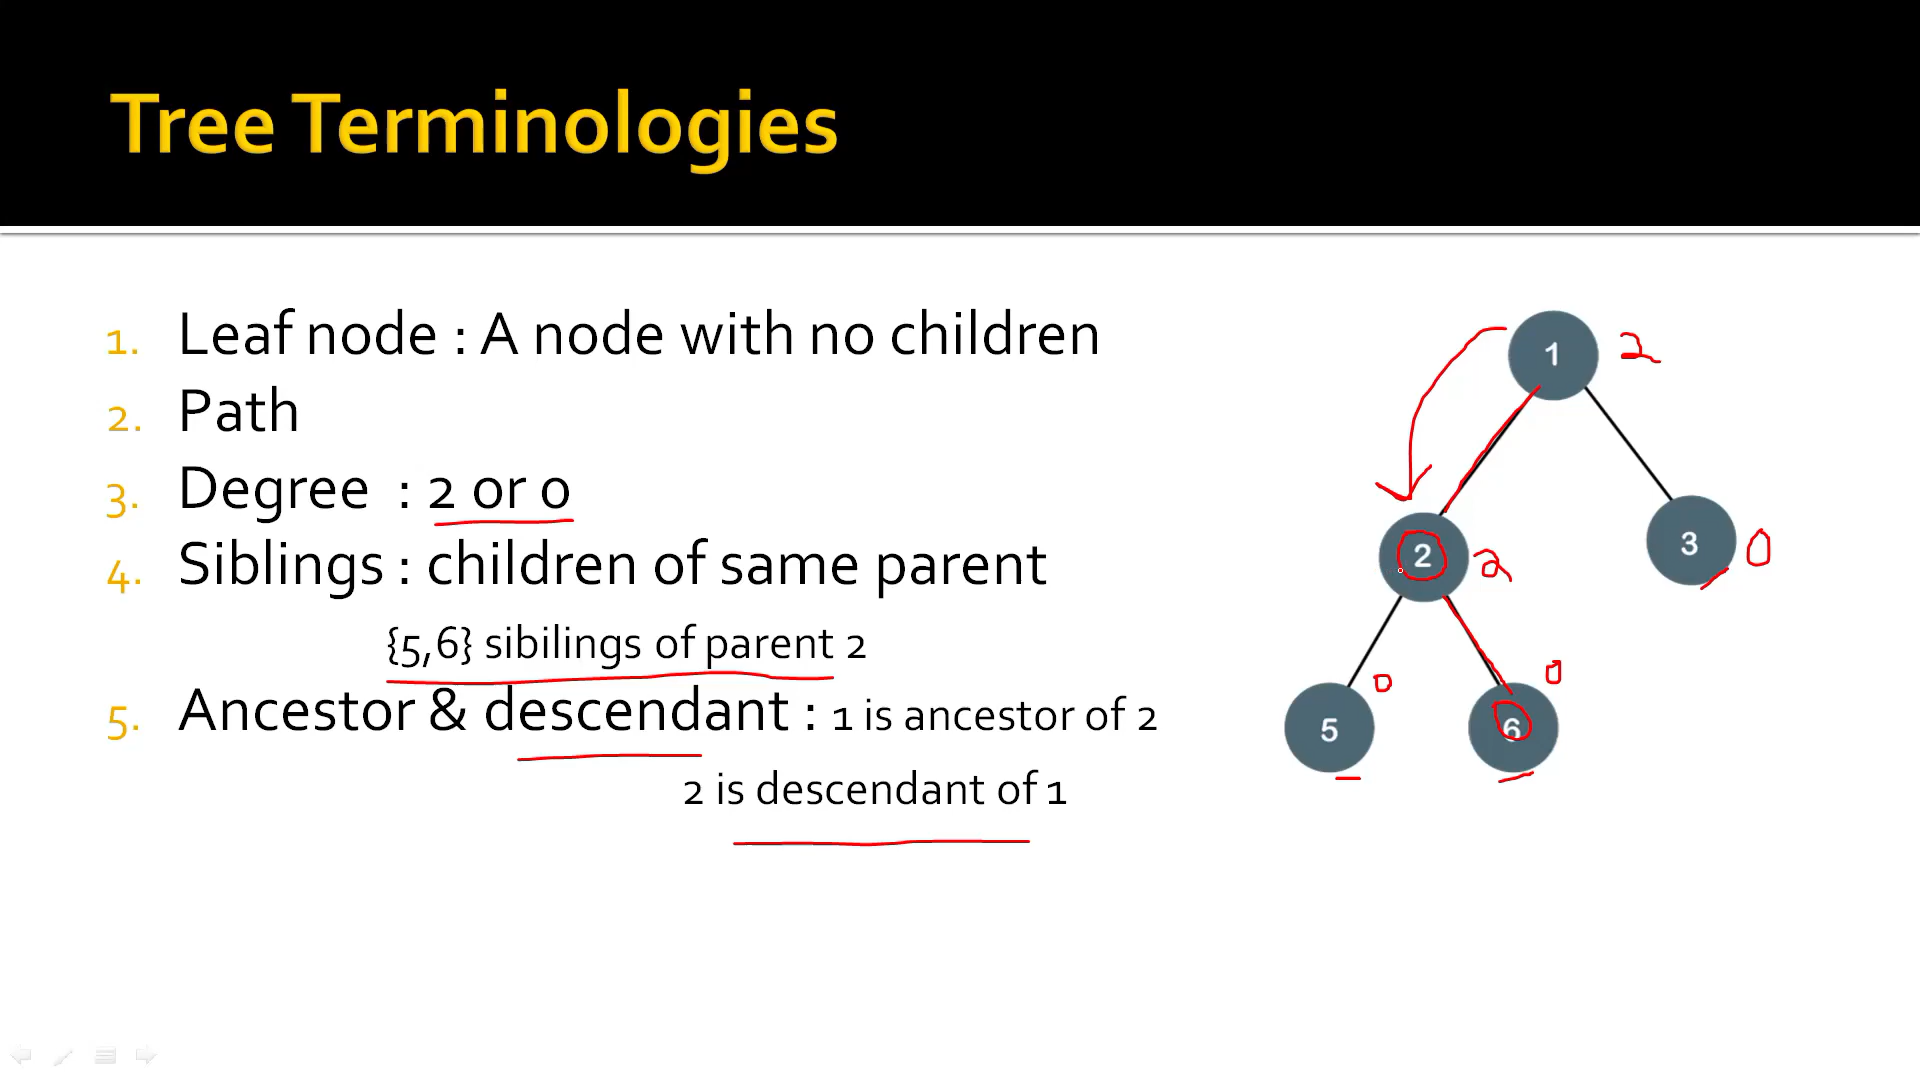 Tree Terminologies
1. Leaf node : A node with no children
2. Path
3. Degree : 2 or 0
4. Siblings : children of same parent
{5,6} sibilings of parent 2
5. Ancestor & descendant : 1 is ancestor of 2
2 is descendant of 1
1 2
2 2
3 0
0
0
5
6